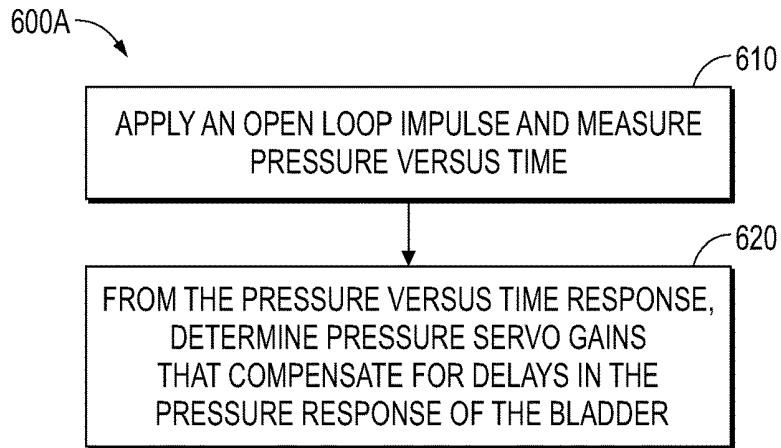 600A
610
APPLY AN OPEN LOOP IMPULSE AND MEASURE
PRESSURE VERSUS TIME
620
FROM THE PRESSURE VERSUS TIME RESPONSE,
DETERMINE PRESSURE SERVO GAINS
THAT COMPENSATE FOR DELAYS IN THE
PRESSURE RESPONSE OF THE BLADDER